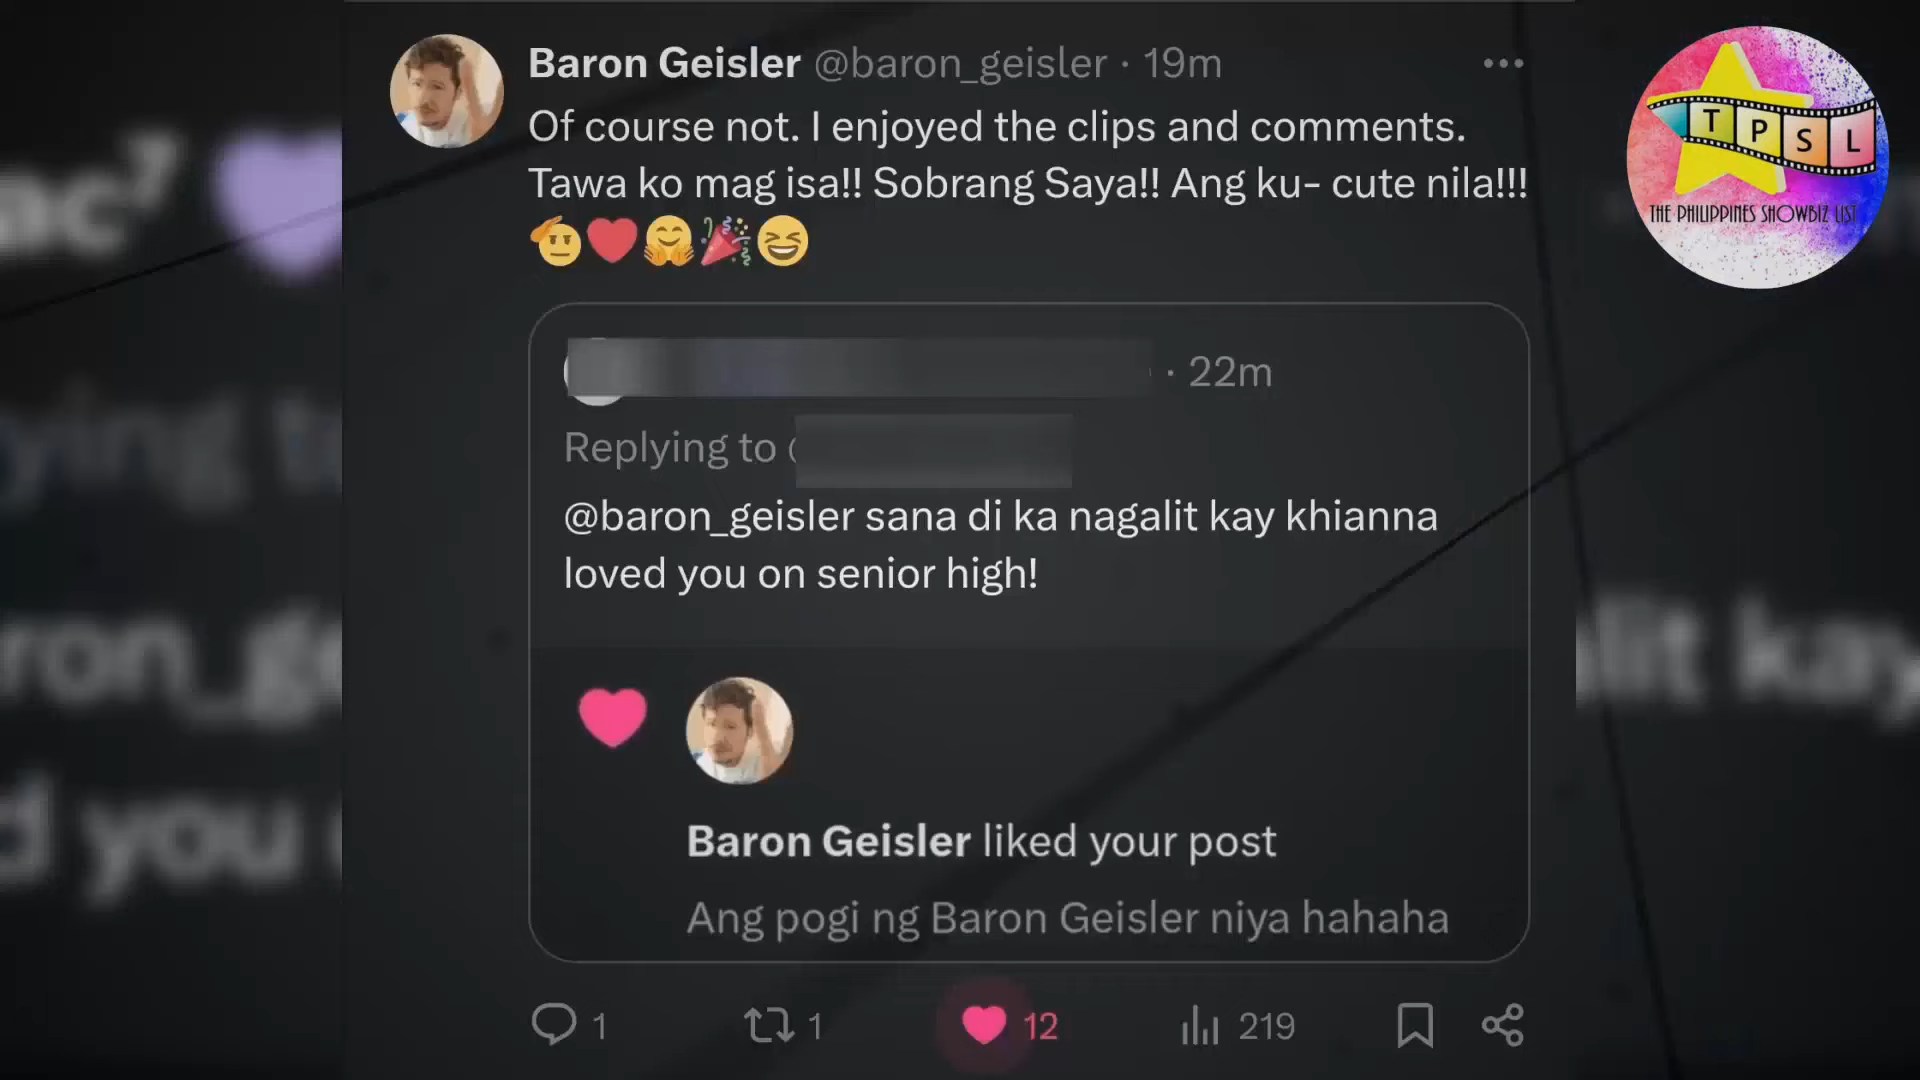 Baron Geisler @baron_geisler · 19m
Of course not. I enjoyed the clips and comments.
Tawa ko mag isa!! Sobrang Saya!! Ang ku- cute nila!!!
🫡❤️🤗🎉😆
· 22m
Replying to
@baron_geisler sana di ka nagalit kay khianna
loved you on senior high!
Baron Geisler liked your post
Ang pogi ng Baron Geisler niya hahaha
1 1 12 219
TPSL
THE PHILIPPINES SHOWBIZ LIST